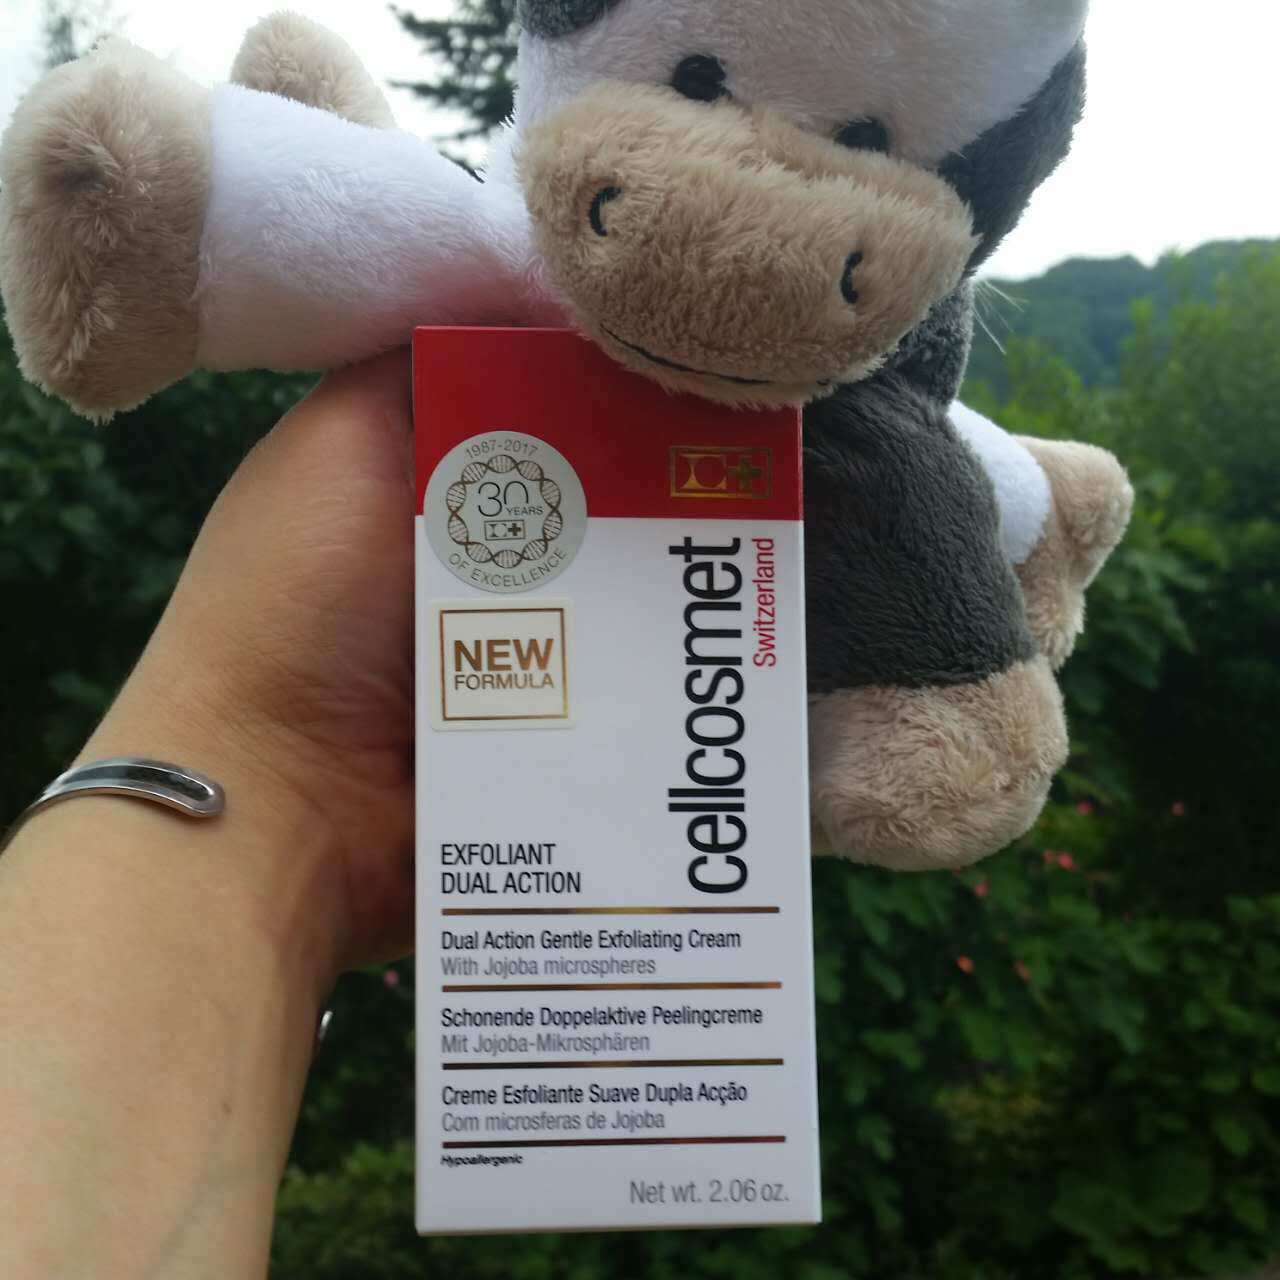 1987-2017
30
YEARS
OF EXCELLENCE
NEW
FORMULA
cellcosmet
Switzerland
EXFOLIANT
DUAL ACTION
Dual Action Gentle Exfoliating Cream
With Jojoba microspheres
Schonende Doppelaktive Peelingcreme
Mit Jojoba-Mikrosphären
Creme Esfoliante Suave Dupla Acção
Com microsferas de Jojoba
Hypoallergenic
Net wt. 2.06 oz.